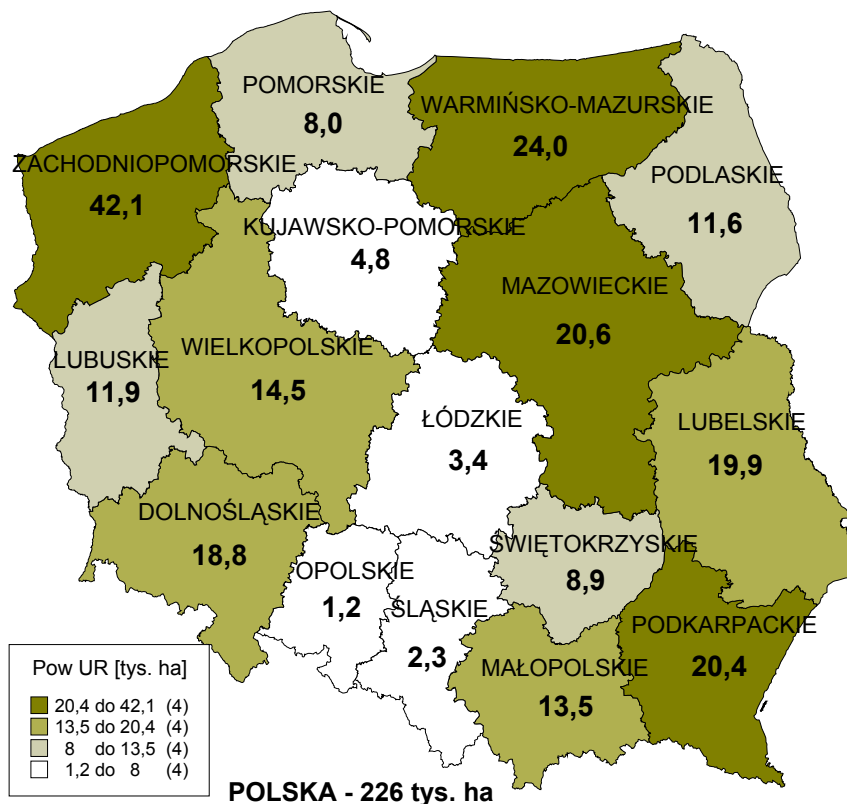 POMORSKIE
8,0
WARMIŃSKO-MAZURSKIE
24,0
ZACHODNIOPOMORSKIE
42,1
PODLASKIE
11,6
KUJAWSKO-POMORSKIE
4,8
MAZOWIECKIE
20,6
LUBUSKIE
11,9
WIELKOPOLSKIE
14,5
ŁÓDZKIE
3,4
LUBELSKIE
19,9
DOLNOŚLĄSKIE
18,8
ŚWIĘTOKRZYSKIE
8,9
OPOLSKIE
1,2
ŚLĄSKIE
2,3
PODKARPACKIE
20,4
MAŁOPOLSKIE
13,5
Pow UR [tys. ha]
20,4 do 42,1 (4)
13,5 do 20,4 (4)
8 do 13,5 (4)
1,2 do 8 (4)
POLSKA - 226 tys. ha